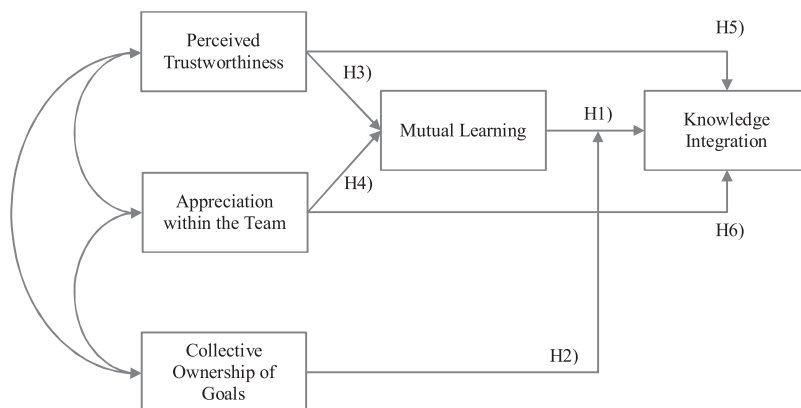 Perceived
Trustworthiness
H5)
H3)
Mutual Learning
H1)
Knowledge
Integration
Appreciation
within the Team
H4)
H6)
Collective
Ownership of
Goals
H2)